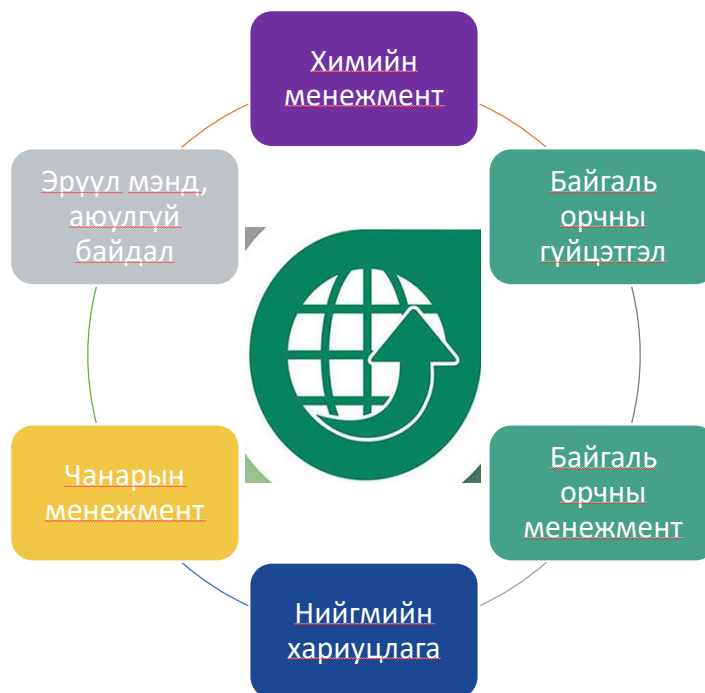 Химийн
менежмент
Байгаль
орчны
гүйцэтгэл
Байгаль
орчны
менежмент
Нийгмийн
хариуцлага
Чанарын
менежмент
Эрүүл мэнд,
аюулгүй
байдал